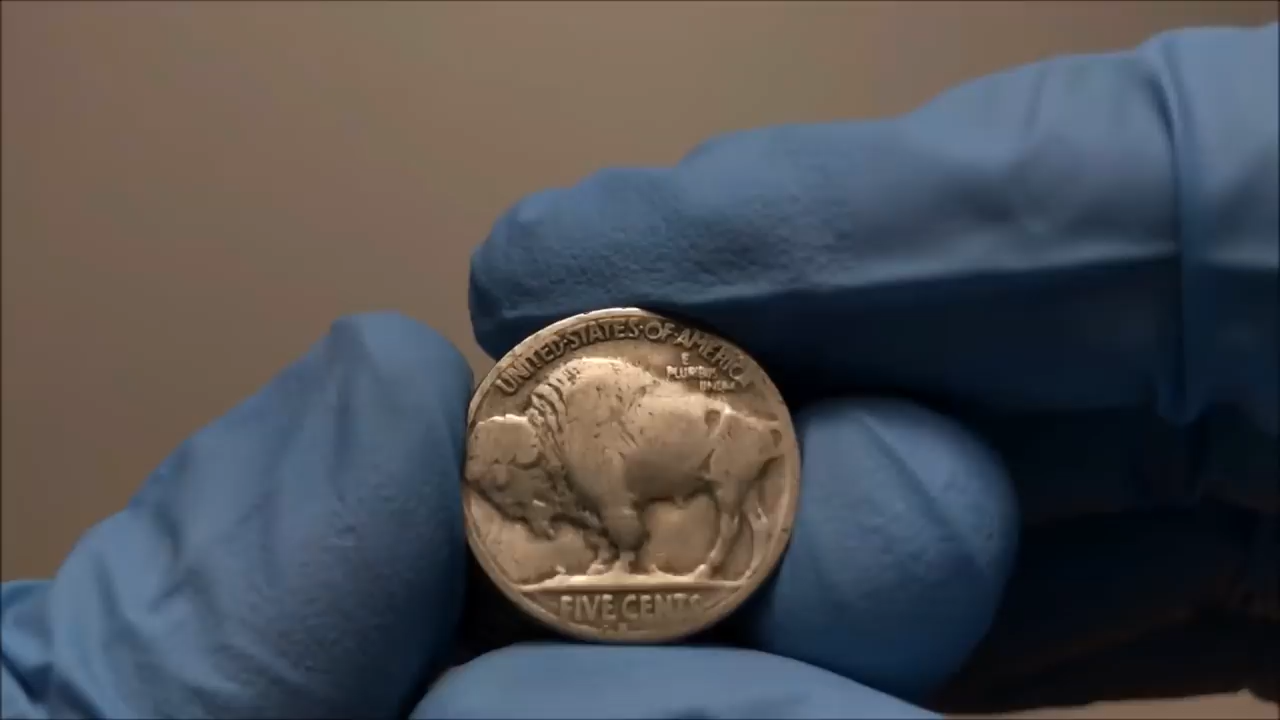 UNITED·STATES·OF·AMERICA
E
PLURIBUS
UNUM
FIVE CENTS